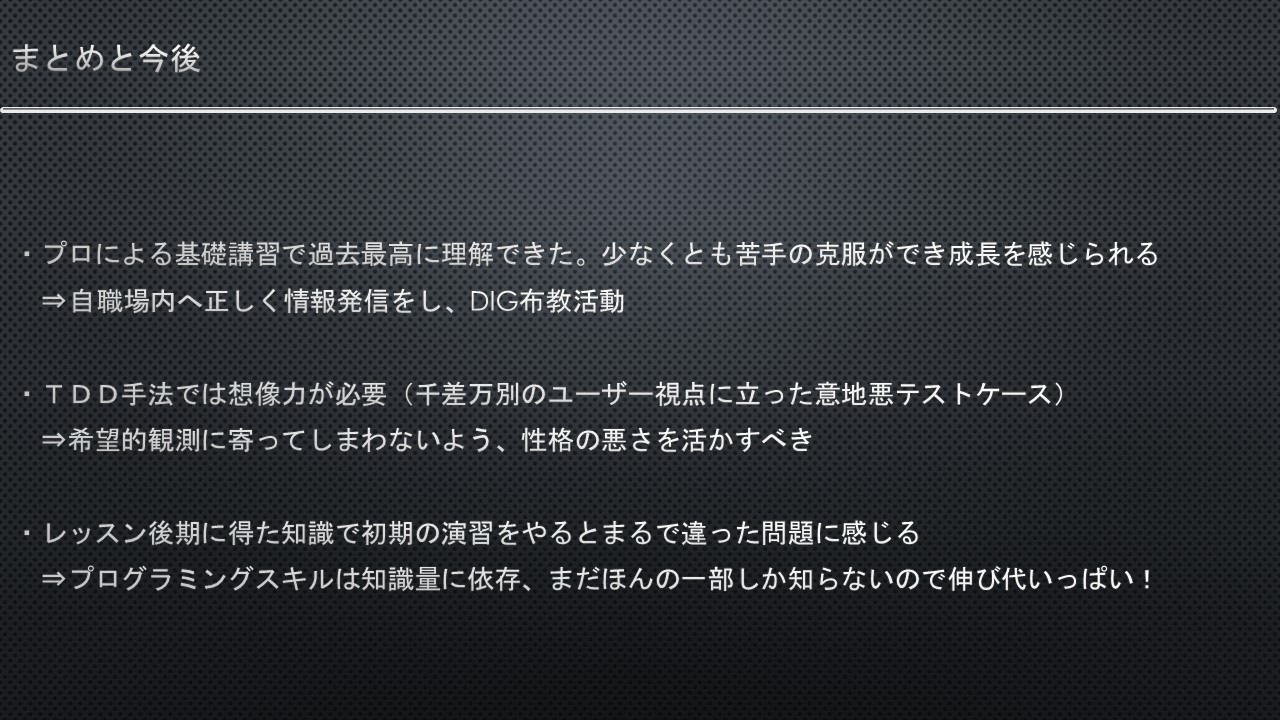 まとめと今後
・プロによる基礎講習で過去最高に理解できた。少なくとも苦手の克服ができ成長を感じられる
⇒自職場内へ正しく情報発信をし、DIG布教活動
・ＴＤＤ手法では想像力が必要（千差万別のユーザー視点に立った意地悪テストケース）
⇒希望的観測に寄ってしまわないよう、性格の悪さを活かすべき
・レッスン後期に得た知識で初期の演習をやるとまるで違った問題に感じる
⇒プログラミングスキルは知識量に依存、まだほんの一部しか知らないので伸び代いっぱい！